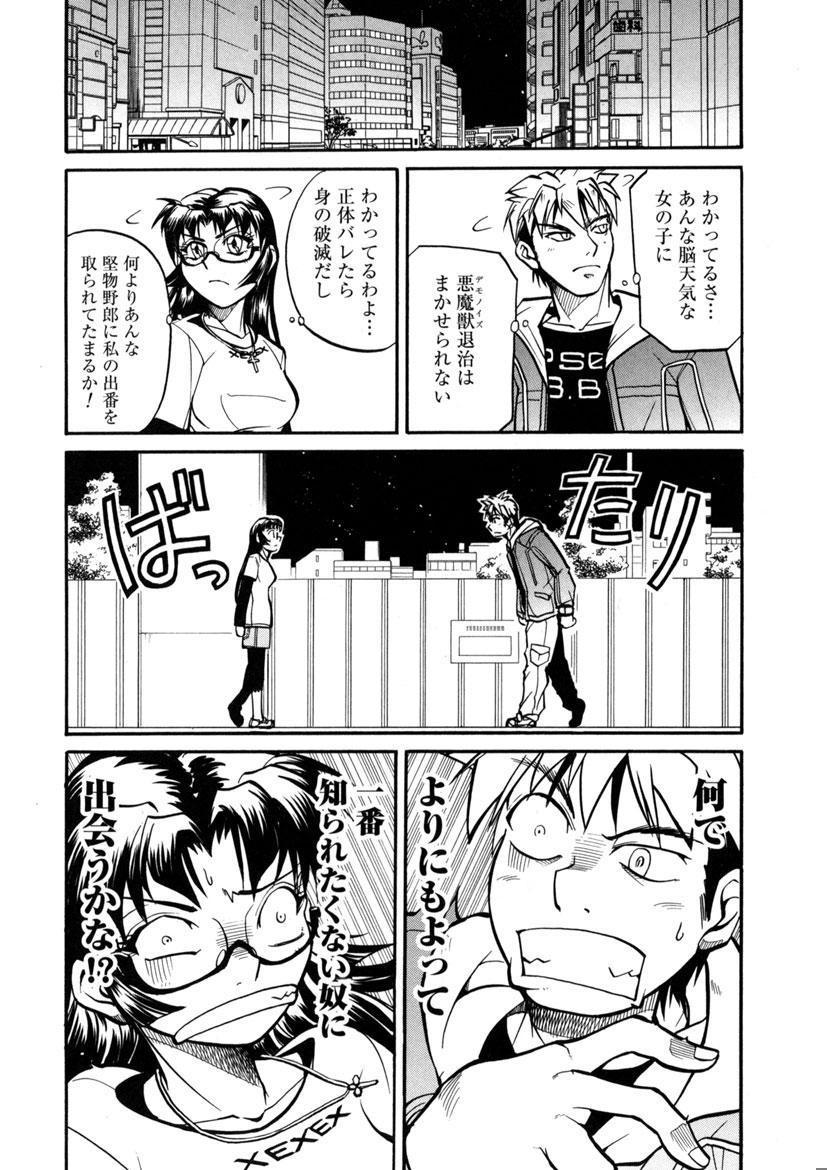 歯科
わかってるさ…
あんな脳天気な
女の子に
デモノイズ
悪魔獣退治は
まかせられない
PSC
B.B
わかってるわよ…
正体バレたら
身の破滅だし
何よりあんな
堅物野郎に私の出番を
取られてたまるか!
XEXEX
ばっ
たり
何で
よりにもよって
一番
知られたくない奴に
出会うかな!?
XEXEX